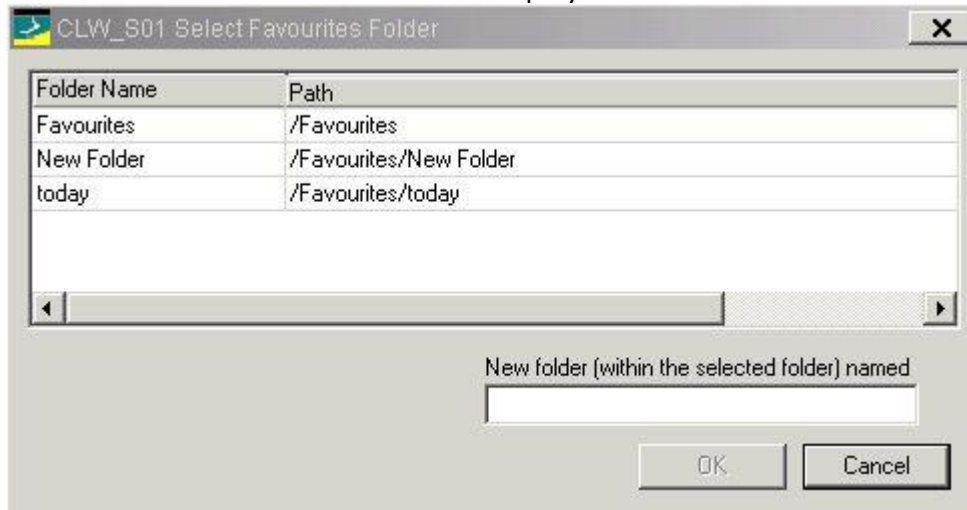 CLW_S01 Select Favourites Folder
Folder Name Path
Favourites /Favourites
New Folder /Favourites/New Folder
today /Favourites/today
New folder (within the selected folder) named
OK Cancel